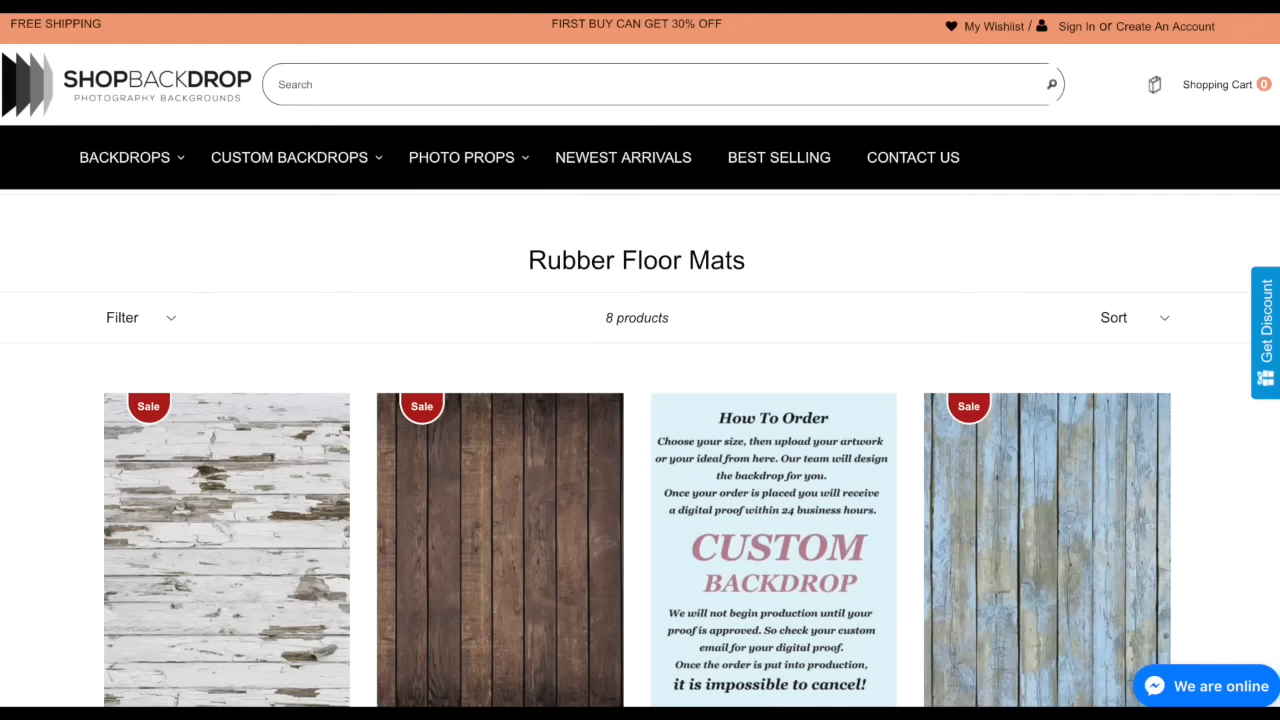 FREE SHIPPING
FIRST BUY CAN GET 30% OFF
My Wishlist / Sign In or Create An Account
SHOPBACKDROP
PHOTOGRAPHY BACKGROUNDS
Search
Shopping Cart 0
BACKDROPS CUSTOM BACKDROPS PHOTO PROPS NEWEST ARRIVALS BEST SELLING CONTACT US
Rubber Floor Mats
Filter
8 products
Sort
Get Discount
Sale
Sale
How To Order
Choose your size, then upload your artwork
or your ideal from here. Our team will design
the backdrop for you.
Once your order is placed you will receive
a digital proof within 24 business hours.
CUSTOM
BACKDROP
We will not begin production until your
proof is approved. So check your custom
email for your digital proof.
Once the order is put into production,
it is impossible to cancel!
Sale
We are online